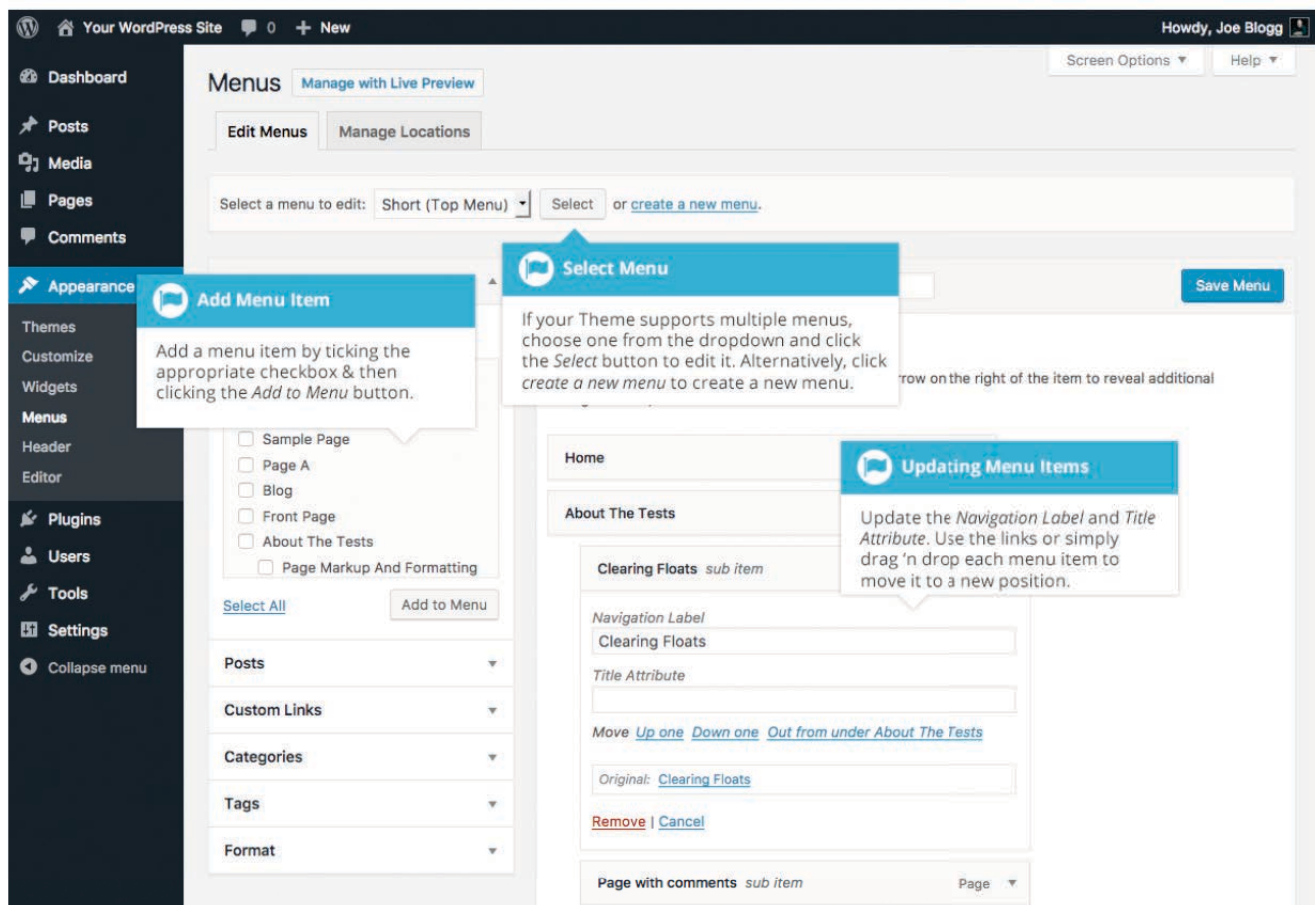 Your WordPress Site 0 + New Howdy, Joe Blogg
Screen Options Help
Dashboard
Posts
Media
Pages
Comments
Appearance
Themes
Customize
Widgets
Menus
Header
Editor
Plugins
Users
Tools
Settings
Collapse menu
Menus Manage with Live Preview
Edit Menus Manage Locations
Select a menu to edit: Short (Top Menu) Select or create a new menu.
Add Menu Item
Add a menu item by ticking the
appropriate checkbox & then
clicking the Add to Menu button.
Select Menu
If your Theme supports multiple menus,
choose one from the dropdown and click
the Select button to edit it. Alternatively, click
create a new menu to create a new menu.
Save Menu
on the right of the item to reveal additional
Sample Page
Page A
Blog
Front Page
About The Tests
Page Markup And Formatting
Select All Add to Menu
Posts
Custom Links
Categories
Tags
Format
Home
About The Tests
Updating Menu Items
Update the Navigation Label and Title
Attribute. Use the links or simply
drag ‘n drop each menu item to
move it to a new position.
Clearing Floats sub item
Navigation Label
Clearing Floats
Title Attribute
Move Up one Down one Out from under About The Tests
Original: Clearing Floats
Remove | Cancel
Page with comments sub item Page